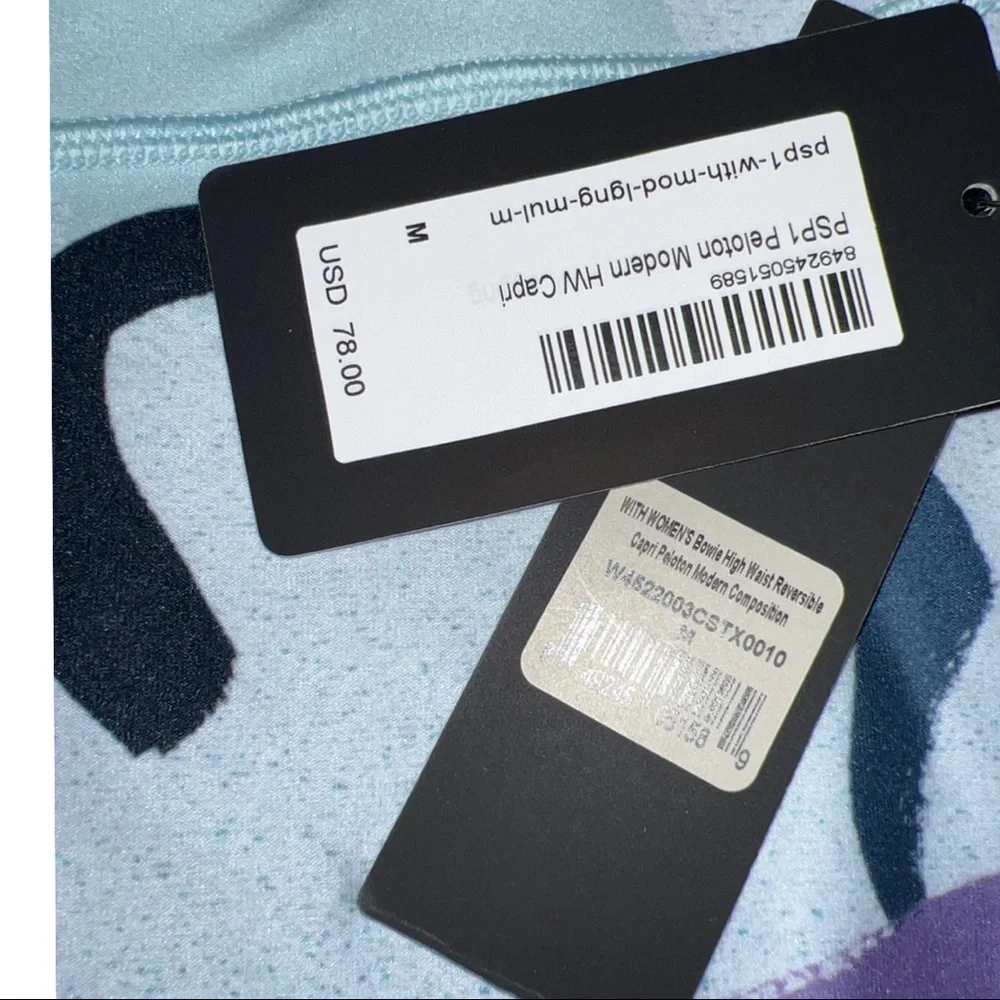 psp1-with-mod-lgng-mul-m
M
PSP1 Peloton Modern HW Capri
849245051589
USD 78.00
WITH WOMEN'S Bowie High Waist Reversible
Capri Peloton Modern Composition
W4522003CSTX0010
M